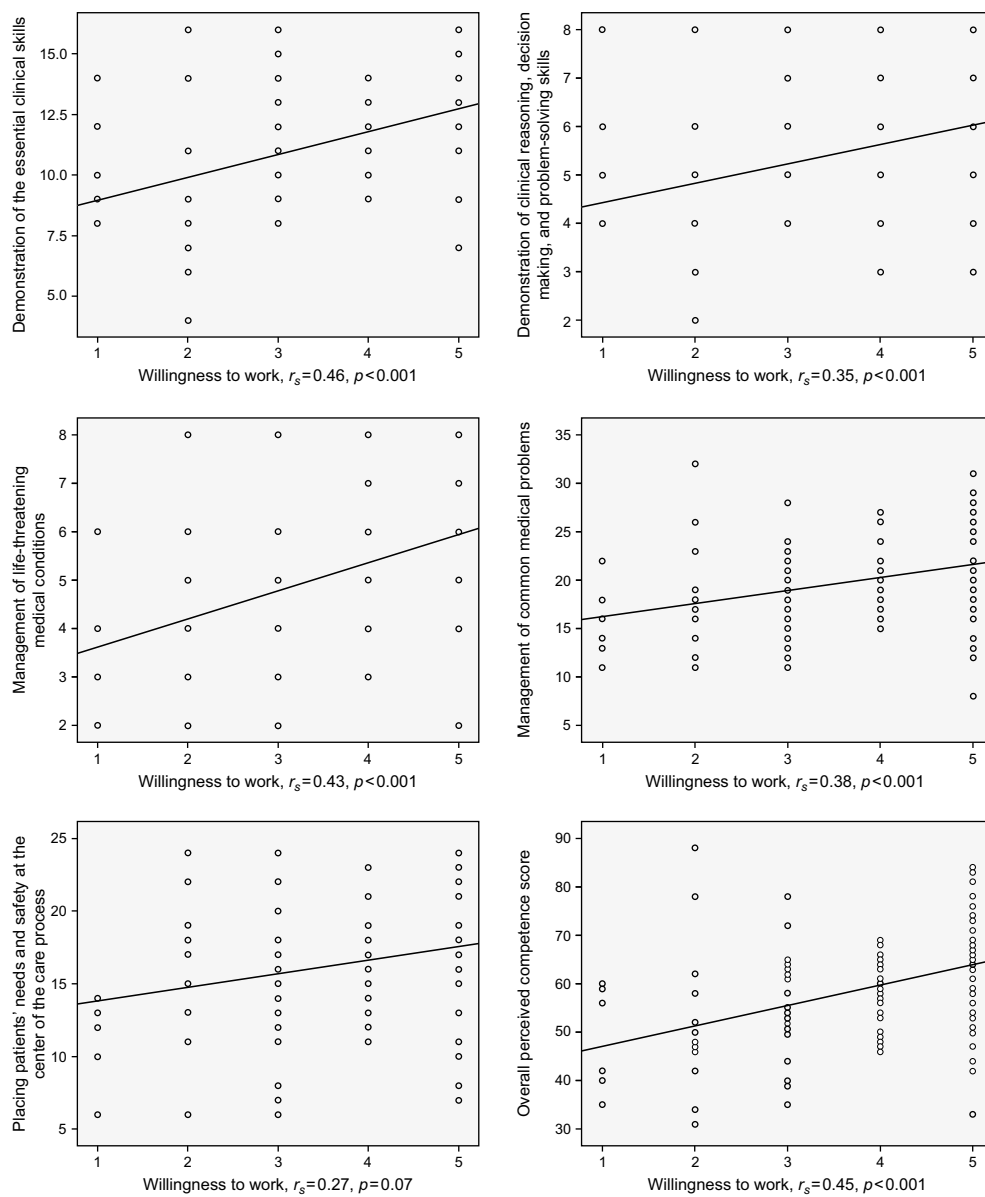 Demonstration of the essential clinical skills
15.0
12.5
10.0
7.5
5.0
1 2 3 4 5
Willingness to work, rs=0.46, p<0.001
Demonstration of clinical reasoning, decision
making, and problem-solving skills
8
7
6
5
4
3
2
1 2 3 4 5
Willingness to work, rs=0.35, p<0.001
Management of life-threatening
medical conditions
8
7
6
5
4
3
2
1 2 3 4 5
Willingness to work, rs=0.43, p<0.001
Management of common medical problems
35
30
25
20
15
10
5
1 2 3 4 5
Willingness to work, rs=0.38, p<0.001
Placing patients’ needs and safety at the
center of the care process
25
20
15
10
5
1 2 3 4 5
Willingness to work, rs=0.27, p=0.07
Overall perceived competence score
90
80
70
60
50
40
30
1 2 3 4 5
Willingness to work, rs=0.45, p<0.001